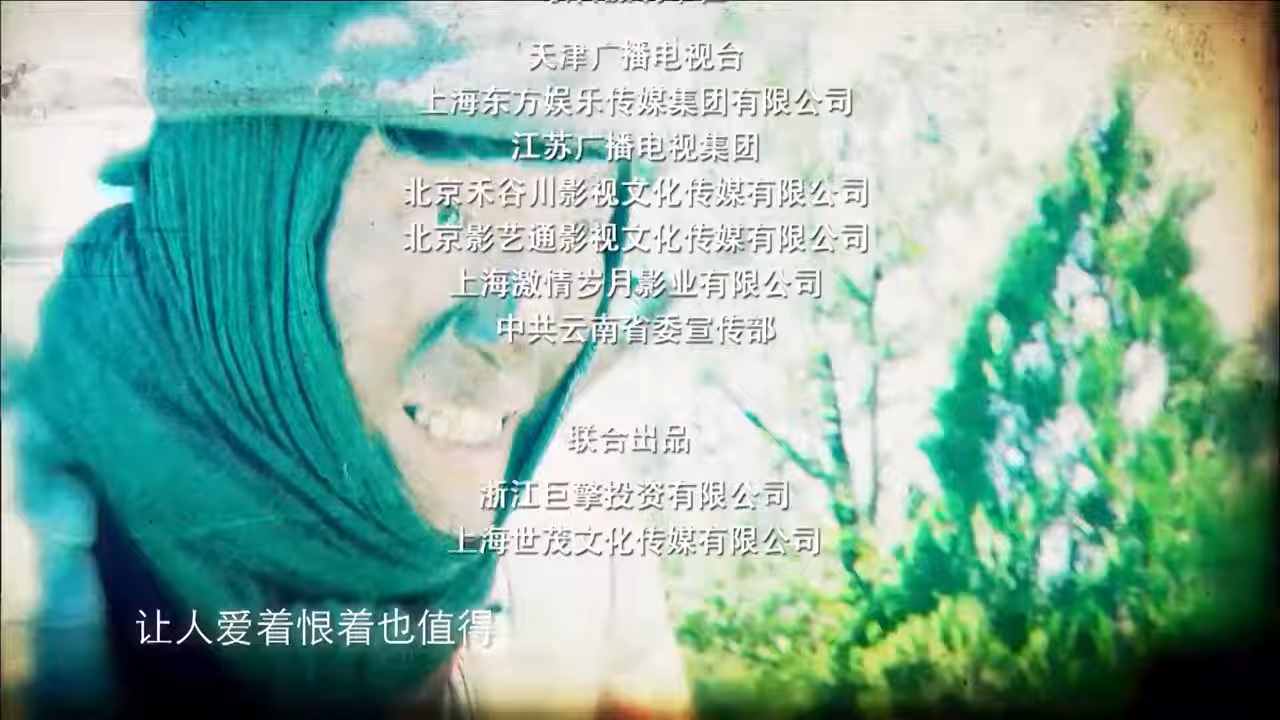 天津广播电视台
上海东方娱乐传媒集团有限公司
江苏广播电视集团
北京禾谷川影视文化传媒有限公司
北京影艺通影视文化传媒有限公司
上海激情岁月影业有限公司
中共云南省委宣传部
联合出品
浙江巨擎投资有限公司
上海世茂文化传媒有限公司
让人爱着恨着也值得